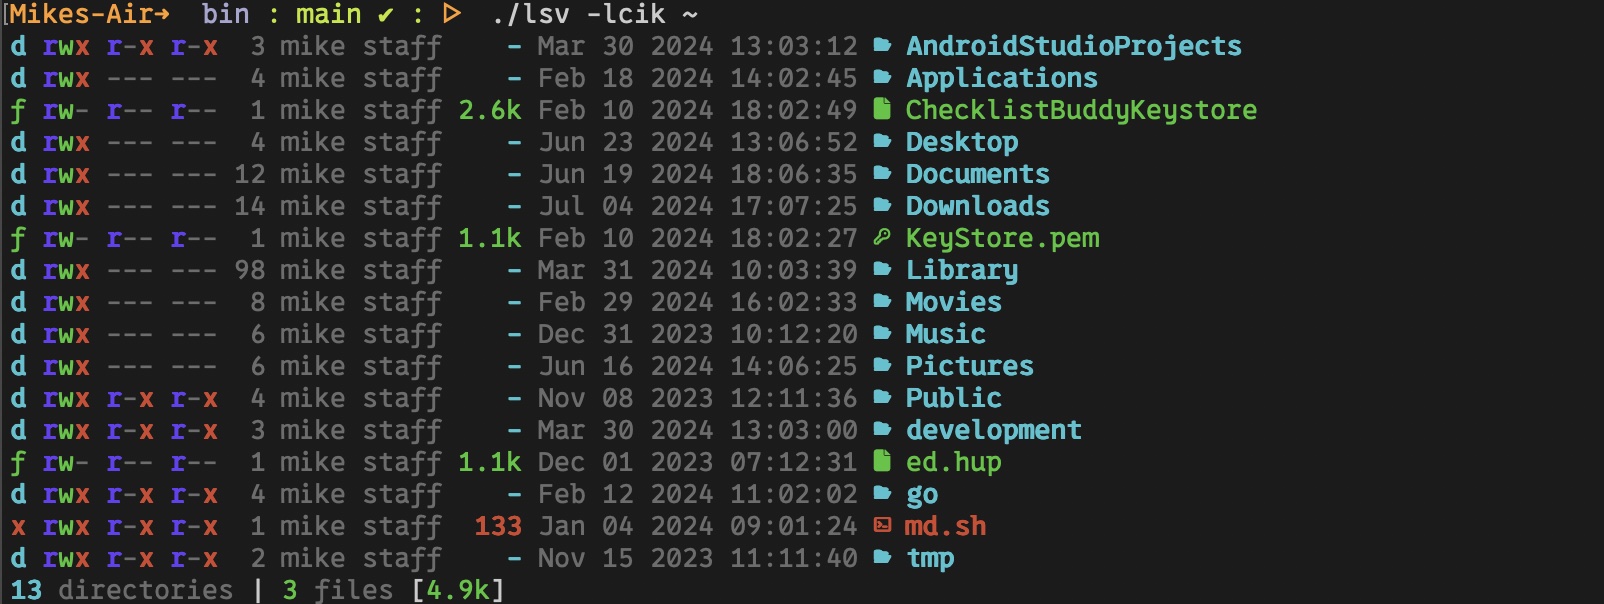 Mikes-Air➜  bin : main ✔ : ▷  ./lsv -lcik ~
d rwx r-x r-x  3 mike staff    - Mar 30 2024 13:03:12 AndroidStudioProjects
d rwx --- ---  4 mike staff    - Feb 18 2024 14:02:45 Applications
ƒ rw- r-- r--  1 mike staff 2.6k Feb 10 2024 18:02:49 ChecklistBuddyKeystore
d rwx --- ---  4 mike staff    - Jun 23 2024 13:06:52 Desktop
d rwx --- --- 12 mike staff    - Jun 19 2024 18:06:35 Documents
d rwx --- --- 14 mike staff    - Jul 04 2024 17:07:25 Downloads
ƒ rw- r-- r--  1 mike staff 1.1k Feb 10 2024 18:02:27 KeyStore.pem
d rwx --- --- 98 mike staff    - Mar 31 2024 10:03:39 Library
d rwx --- ---  8 mike staff    - Feb 29 2024 16:02:33 Movies
d rwx --- ---  6 mike staff    - Dec 31 2023 10:12:20 Music
d rwx --- ---  6 mike staff    - Jun 16 2024 14:06:25 Pictures
d rwx r-x r-x  4 mike staff    - Nov 08 2023 12:11:36 Public
d rwx r-x r-x  3 mike staff    - Mar 30 2024 13:03:00 development
ƒ rw- r-- r--  1 mike staff 1.1k Dec 01 2023 07:12:31 ed.hup
d rwx r-x r-x  4 mike staff    - Feb 12 2024 11:02:02 go
x rwx r-x r-x  1 mike staff  133 Jan 04 2024 09:01:24 md.sh
d rwx r-x r-x  2 mike staff    - Nov 15 2023 11:11:40 tmp
13 directories | 3 files [4.9k]